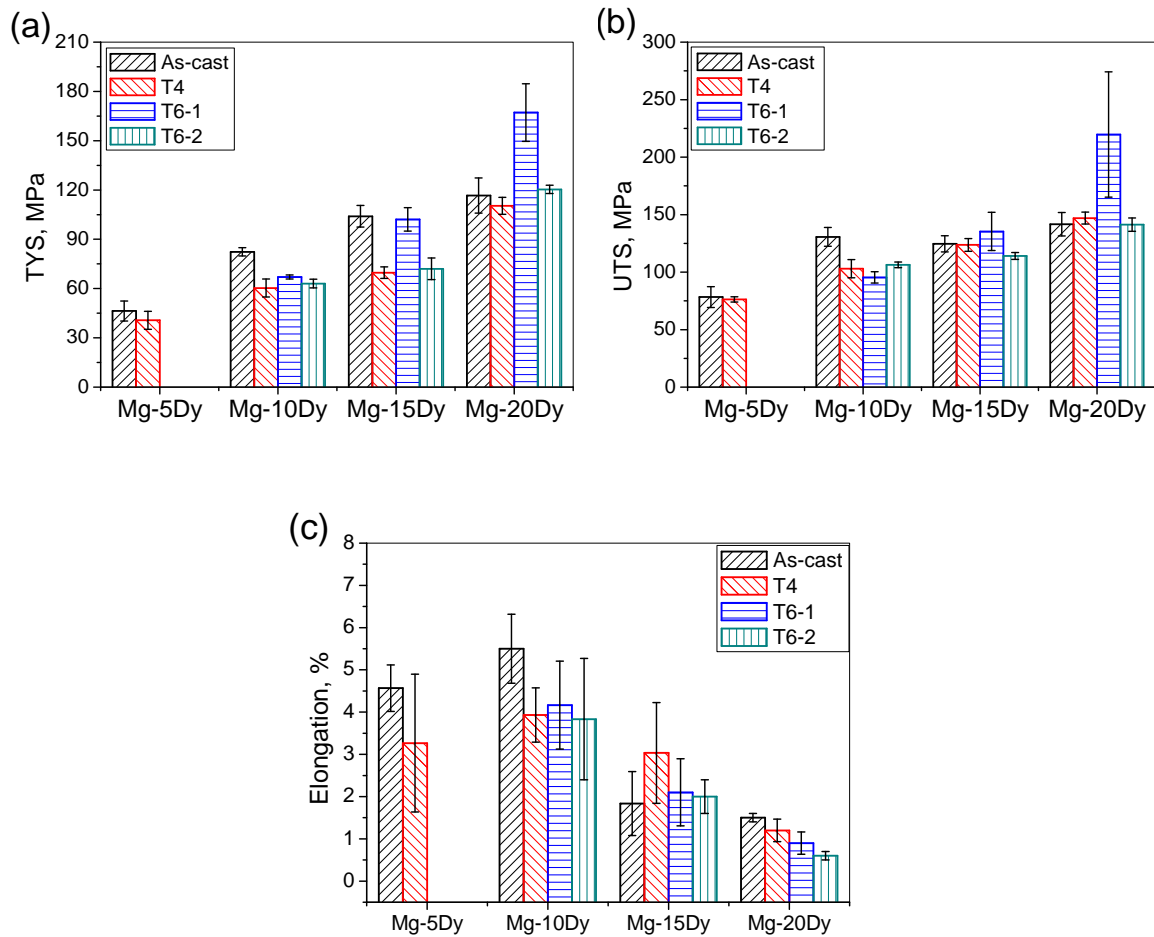 (a)
210
180
150
120
90
60
30
0
TYS, MPa
As-cast
T4
T6-1
T6-2
Mg-5Dy Mg-10Dy Mg-15Dy Mg-20Dy
(b)
300
250
200
150
100
50
0
UTS, MPa
As-cast
T4
T6-1
T6-2
Mg-5Dy Mg-10Dy Mg-15Dy Mg-20Dy
(c)
8
7
6
5
4
3
2
1
0
Elongation, %
As-cast
T4
T6-1
T6-2
Mg-5Dy Mg-10Dy Mg-15Dy Mg-20Dy